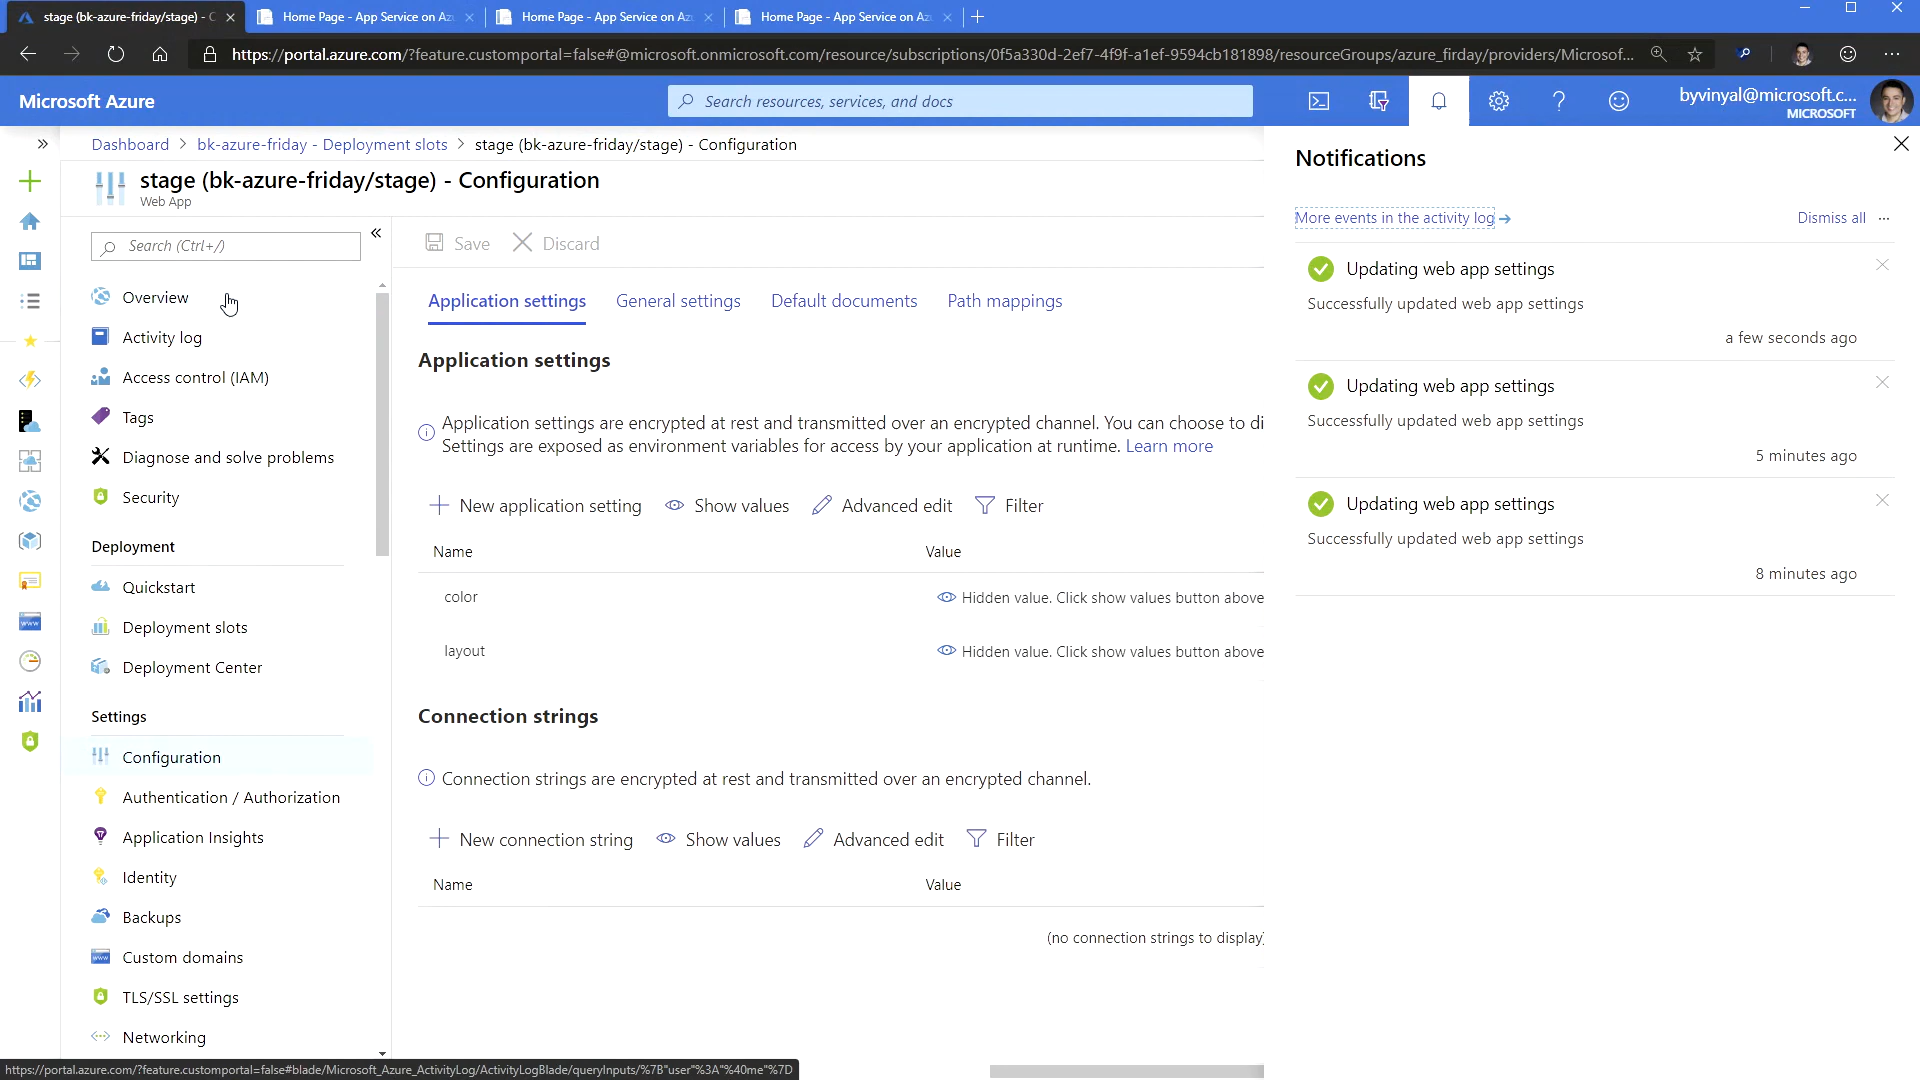 stage (bk-azure-friday/stage) - C
Home Page - App Service on Az
Home Page - App Service on Az
Home Page - App Service on Az
https://portal.azure.com/?feature.customportal=false#@microsoft.onmicrosoft.com/resource/subscriptions/0f5a330d-2ef7-4f9f-a1ef-9594cb181898/resourceGroups/azure_firday/providers/Microsof...
Microsoft Azure
Search resources, services, and docs
byvinyal@microsoft.c...
MICROSOFT
Dashboard > bk-azure-friday - Deployment slots > stage (bk-azure-friday/stage) - Configuration
stage (bk-azure-friday/stage) - Configuration
Web App
Search (Ctrl+/)
Overview
Activity log
Access control (IAM)
Tags
Diagnose and solve problems
Security
Deployment
Quickstart
Deployment slots
Deployment Center
Settings
Configuration
Authentication / Authorization
Application Insights
Identity
Backups
Custom domains
TLS/SSL settings
Networking
Save
Discard
Application settings
General settings
Default documents
Path mappings
Application settings
Application settings are encrypted at rest and transmitted over an encrypted channel. You can choose to di
Settings are exposed as environment variables for access by your application at runtime. Learn more
New application setting
Show values
Advanced edit
Filter
Name
Value
color
Hidden value. Click show values button above
layout
Hidden value. Click show values button above
Connection strings
Connection strings are encrypted at rest and transmitted over an encrypted channel.
New connection string
Show values
Advanced edit
Filter
Name
Value
(no connection strings to display)
Notifications
More events in the activity log
Dismiss all
Updating web app settings
Successfully updated web app settings
a few seconds ago
Updating web app settings
Successfully updated web app settings
5 minutes ago
Updating web app settings
Successfully updated web app settings
8 minutes ago
https://portal.azure.com/?feature.customportal=false#blade/Microsoft_Azure_ActivityLog/ActivityLogBlade/queryInputs/%7B"user"%3A"%40me"%7D